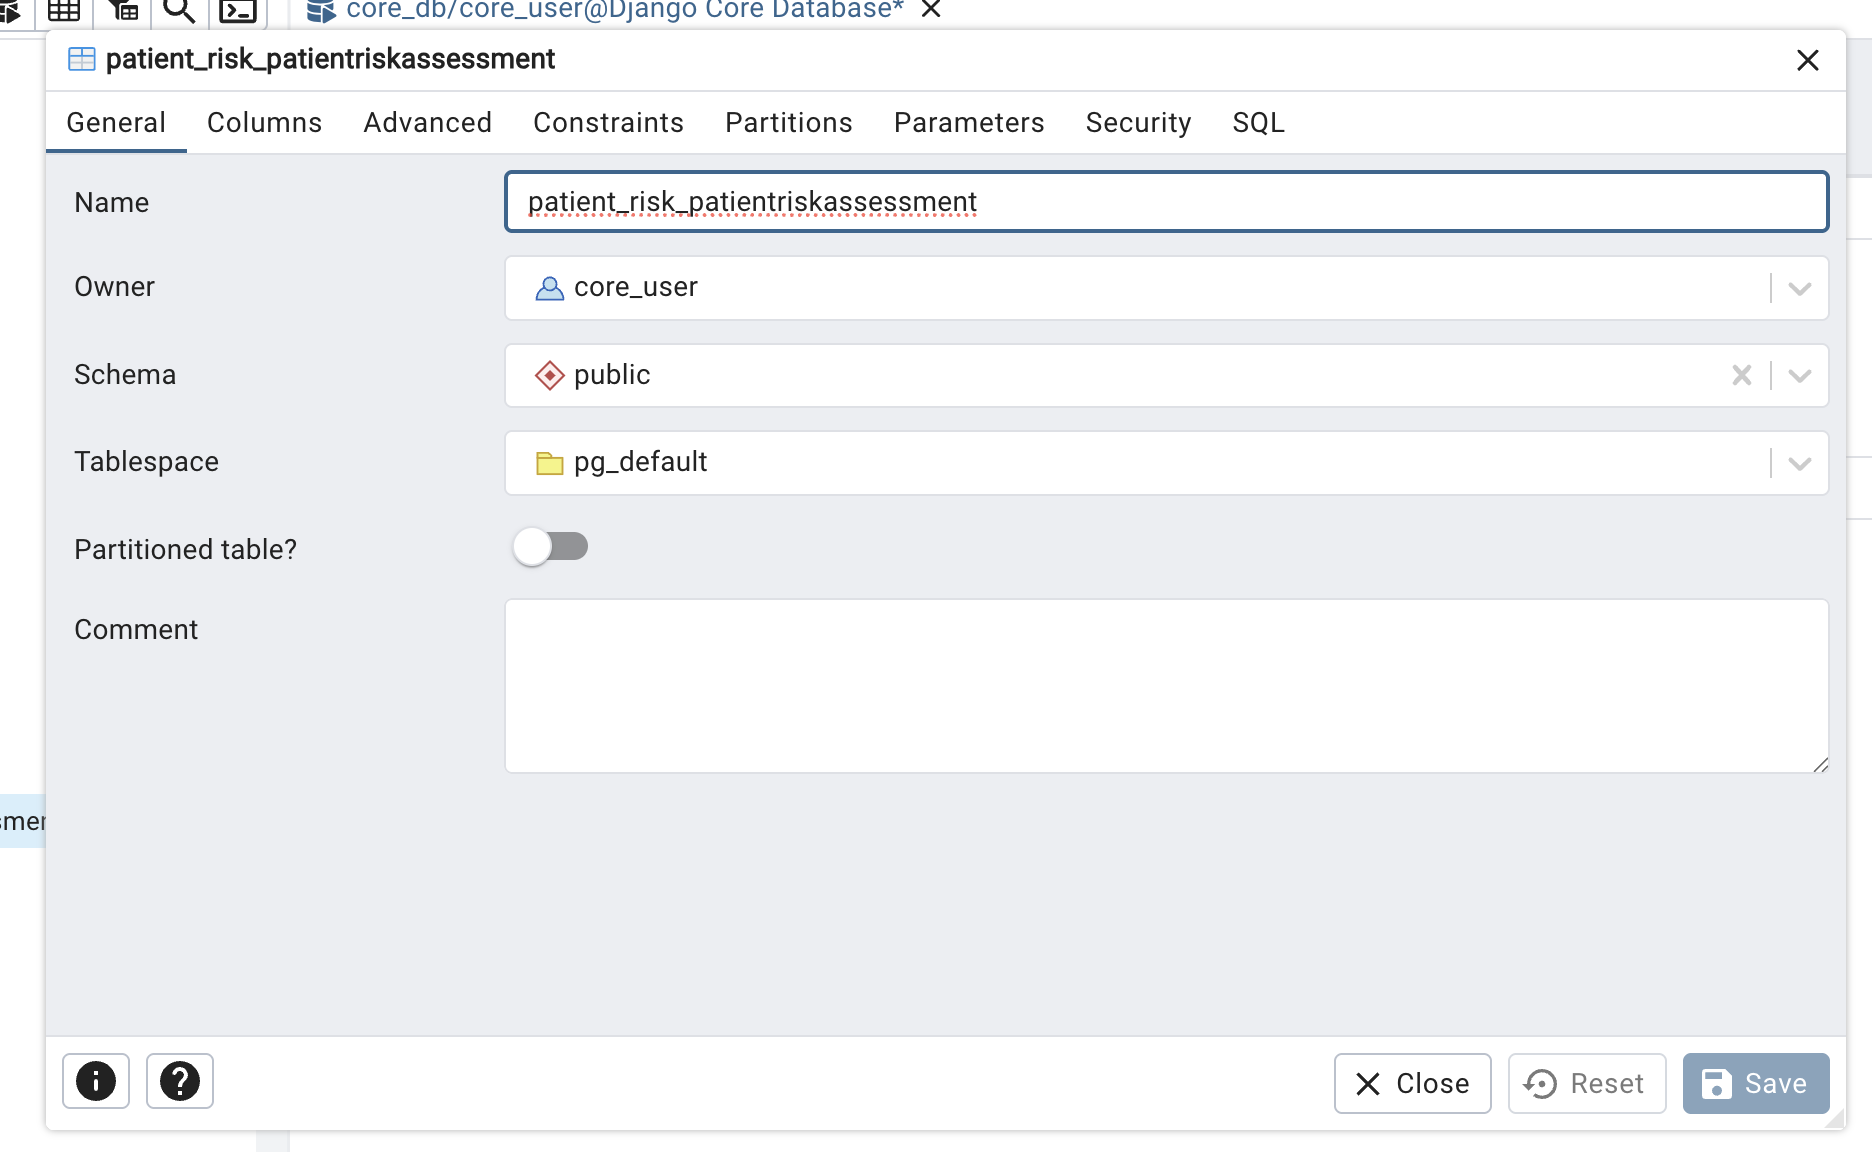 core_db/core_user@Django Core Database*
patient_risk_patientriskassessment
General Columns Advanced Constraints Partitions Parameters Security SQL
Name patient_risk_patientriskassessment
Owner core_user
Schema public
Tablespace pg_default
Partitioned table?
Comment
Close Reset Save